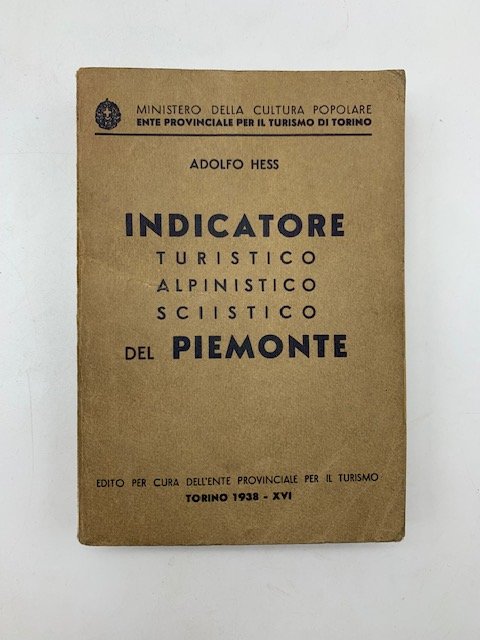 MINISTERO DELLA CULTURA POPOLARE
ENTE PROVINCIALE PER IL TURISMO DI TORINO
ADOLFO HESS
INDICATORE
TURISTICO
ALPINISTICO
SCIISTICO
DEL PIEMONTE
EDITO PER CURA DELL'ENTE PROVINCIALE PER IL TURISMO
TORINO 1938 - XVI